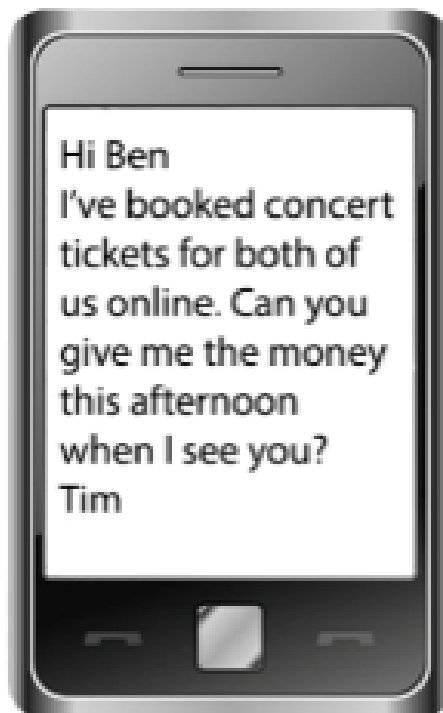 Hi Ben
I've booked concert
tickets for both of
us online. Can you
give me the money
this afternoon
when I see you?
Tim